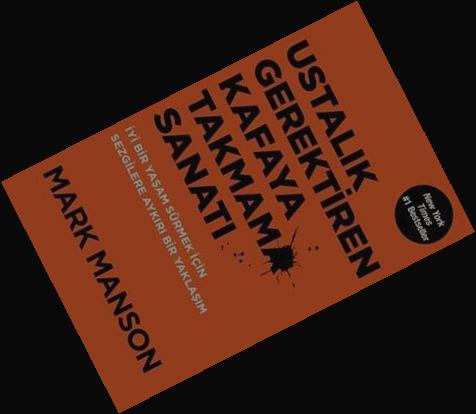 New York
Times
#1 Bestseller
USTALIK
GEREKTİREN
KAFAYA
TAKMAMA
SANATI
İYİ BİR YAŞAM SÜRMEK İÇİN
SEZGİLERE AYKIRI BİR YAKLAŞIM
MARK MANSON